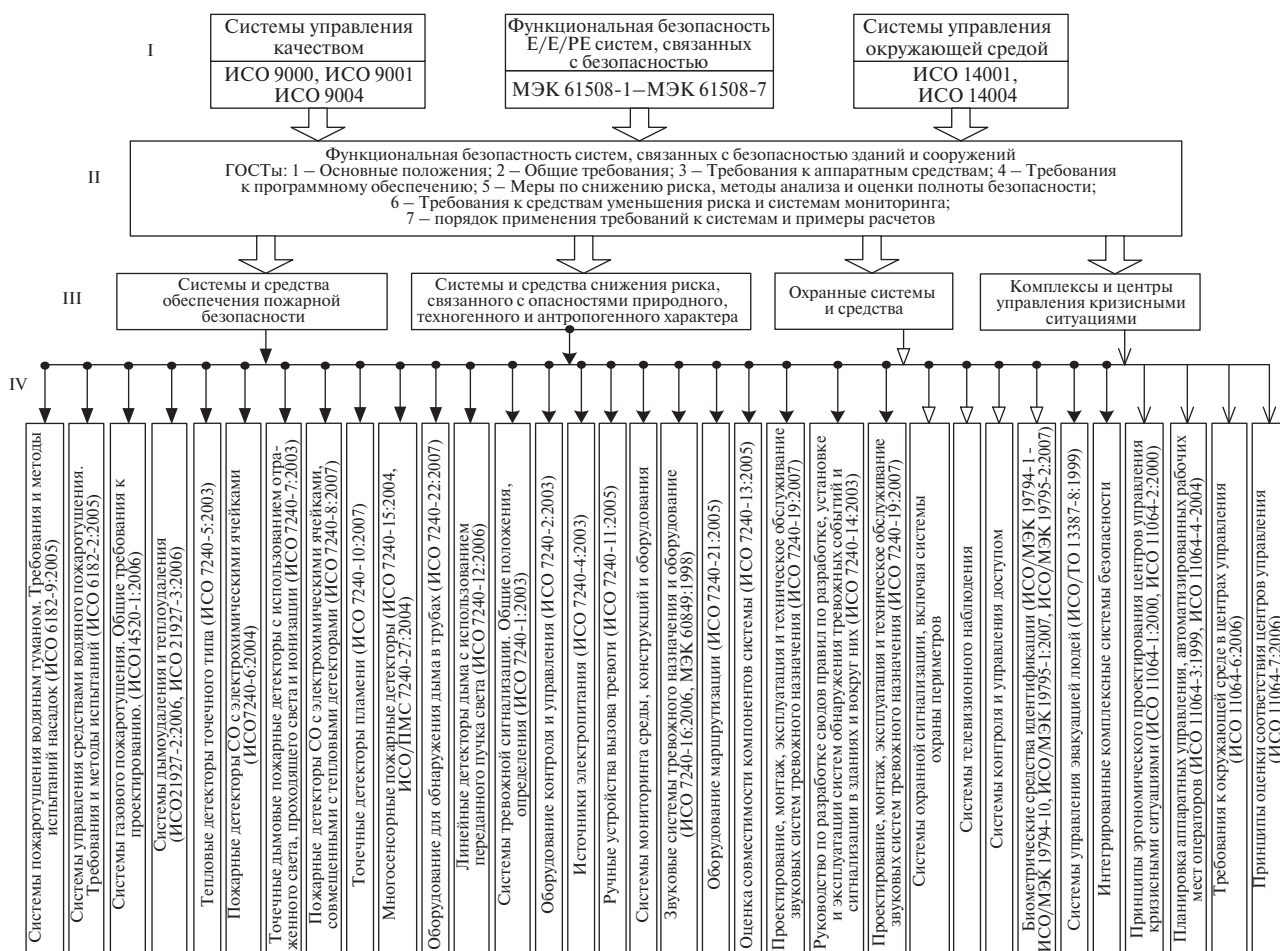 I
Системы управления
качеством
ИСО 9000, ИСО 9001
ИСО 9004
Функциональная безопасность
E/E/PE систем, связанных
с безопасностью
МЭК 61508-1–МЭК 61508-7
Системы управления
окружающей средой
ИСО 14001,
ИСО 14004
II
Функциональная безопастность систем, связанных с безопасностью зданий и сооружений
ГОСТы: 1 – Основные положения; 2 – Общие требования; 3 – Требования к аппаратным средствам; 4 – Требования
к программному обеспечению; 5 – Меры по снижению риска, методы анализа и оценки полноты безопасности;
6 – Требования к средствам уменьшения риска и системам мониторинга;
7 – порядок применения требований к системам и примеры расчетов
III
Системы и средства
обеспечения пожарной
безопасности
Системы и средства снижения риска,
связанного с опасностями природного,
техногенного и антропогенного характера
Охранные системы
и средства
Комплексы и центры
управления кризисными
ситуациями
IV
Системы пожаротушения водяным туманом. Требования и методы
испытаний насадок (ИСО 6182-9:2005)
Системы управления средствами водяного пожаротушения.
Требования и методы испытаний (ИСО 6182-2:2005)
Системы газового пожаротушения. Общие требования к
проектированию. (ИСО14520-1:2006)
Системы дымоудаления и теплоудаления
(ИСО21927-2:2006, ИСО 21927-3:2006)
Тепловые детекторы точечного типа (ИСО 7240-5:2003)
Пожарные детекторы СО с электрохимическими ячейками
(ИСО7240-6:2004)
Точечные дымовые пожарные детекторы с использованием отра-
женного света, проходящего света и ионизации (ИСО 7240-7:2003)
Пожарные детекторы СО с электрохимическими ячейками,
совмещенными с тепловыми детекторами (ИСО 7240-8:2007)
Точечные детекторы пламени (ИСО 7240-10:2007)
Многосенсорные пожарные детекторы (ИСО 7240-15:2004,
ИСО/ПМС 7240-27:2004)
Оборудование для обнаружения дыма в трубах (ИСО 7240-22:2007)
Линейные детекторы дыма с использованием
переданного пучка света (ИСО 7240-12:2006)
Системы тревожной сигнализации. Общие положения,
определения (ИСО 7240-1:2003)
Оборудование контроля и управления (ИСО 7240-2:2003)
Источники электропитания (ИСО 7240-4:2003)
Ручные устройства вызова тревоги (ИСО 7240-11:2005)
Системы мониторинга среды, конструкций и оборудования
Звуковые системы тревожного назначения и оборудование
(ИСО 7240-16:2006, МЭК 60849:1998)
Оборудование маршрутизации (ИСО 7240-21:2005)
Оценка совместимости компонентов системы (ИСО 7240-13:2005)
Проектирование, монтаж, эксплуатация и техническое обслуживание
звуковых систем тревожного назначения (ИСО 7240-19:2007)
Руководство по разработке сводов правил по разработке, установке
и эксплуатации систем обнаружения тревожных событий и
сигнализации в зданиях и вокруг них (ИСО 7240-14:2003)
Проектирование, монтаж, эксплуатация и техническое обслуживание
звуковых систем тревожного назначения (ИСО 7240-19:2007)
Системы охранной сигнализации, включая системы
охраны периметров
Системы телевизионного наблюдения
Системы контроля и управления доступом
Биометрические средства идентификации (ИСО/МЭК 19794-1 -
ИСО/МЭК 19794-10, ИСО/МЭК 19795-1:2007, ИСО/МЭК 19795-2:2007)
Системы управления эвакуацией людей (ИСО/ТО 13387-8:1999)
Интегрированные комплексные системы безопасности
Принципы эргономического проектирования центров управления
кризисными ситуациями (ИСО 11064-1:2000, ИСО 11064-2:2000)
Планировка аппаратных управления, автоматизированных рабочих
мест операторов (ИСО 11064-3:1999, ИСО 11064-4-2004)
Требования к окружающей среде в центрах управления
(ИСО 11064-6:2006)
Принципы оценки соответствия центров управления
(ИСО 11064-7:2006)